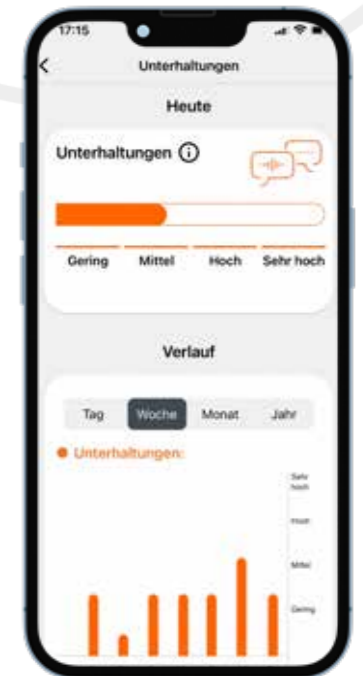 17:15
Unterhaltungen
Heute
Unterhaltungen
Gering Mittel Hoch Sehr hoch
Verlauf
Tag Woche Monat Jahr
Unterhaltungen:
Sehr
hoch
Hoch
Mittel
Gering